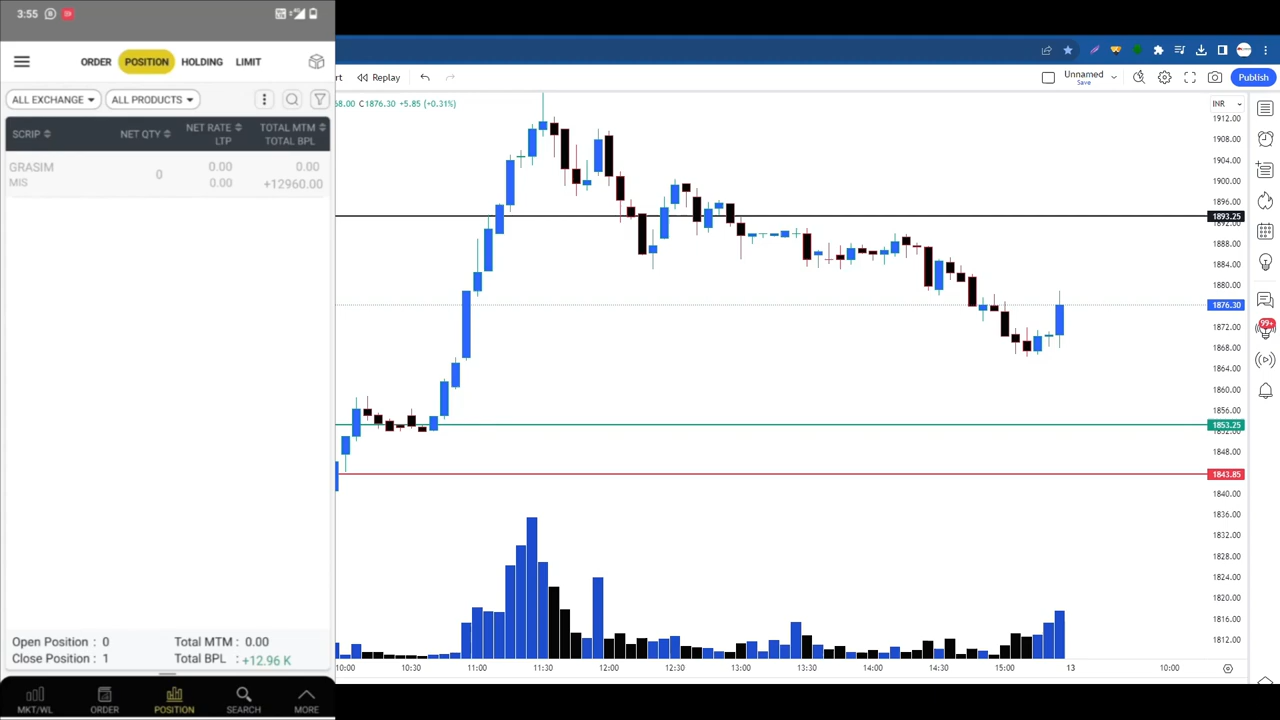 3:55
ORDER POSITION HOLDING LIMIT
ALL EXCHANGE ALL PRODUCTS
SCRIP NET QTY NET RATE TOTAL MTM
LTP TOTAL BPL
GRASIM 0 0.00 0.00
MIS 0.00 +12960.00
Open Position : 0 Total MTM : 0.00
Close Position : 1 Total BPL : +12.96 K
MKT/WL ORDER POSITION SEARCH MORE
rt Replay Unnamed Publish
Save
68.00 C1876.30 +5.85 (+0.31%) INR
1912.00
1908.00
1904.00
1900.00
1896.00
1893.25
1892.00
1888.00
1884.00
1880.00
1876.30
1872.00
1868.00
1864.00
1860.00
1856.00
1853.25
1852.00
1848.00
1843.85
1840.00
1836.00
1832.00
1828.00
1824.00
1820.00
1816.00
1812.00
99+
10:00 10:30 11:00 11:30 12:00 12:30 13:00 13:30 14:00 14:30 15:00 13 10:00